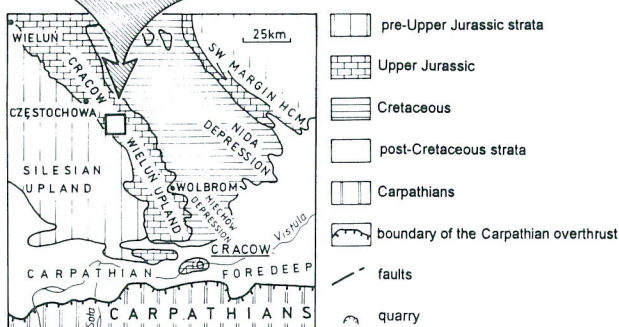 WIELUŃ
25km
CRACOW
SW MARGIN HCM
CZĘSTOCHOWA
NIDA
DEPRESSION
WIELUN UPLAND
SILESIAN
UPLAND
WOLBROM
MIECHÓW
DEPRESSION
Vistula
CRACOW
CARPATHIAN FOREDEEP
Soła
CARPATHIANS
pre-Upper Jurassic strata
Upper Jurassic
Cretaceous
post-Cretaceous strata
Carpathians
boundary of the Carpathian overthrust
faults
quarry